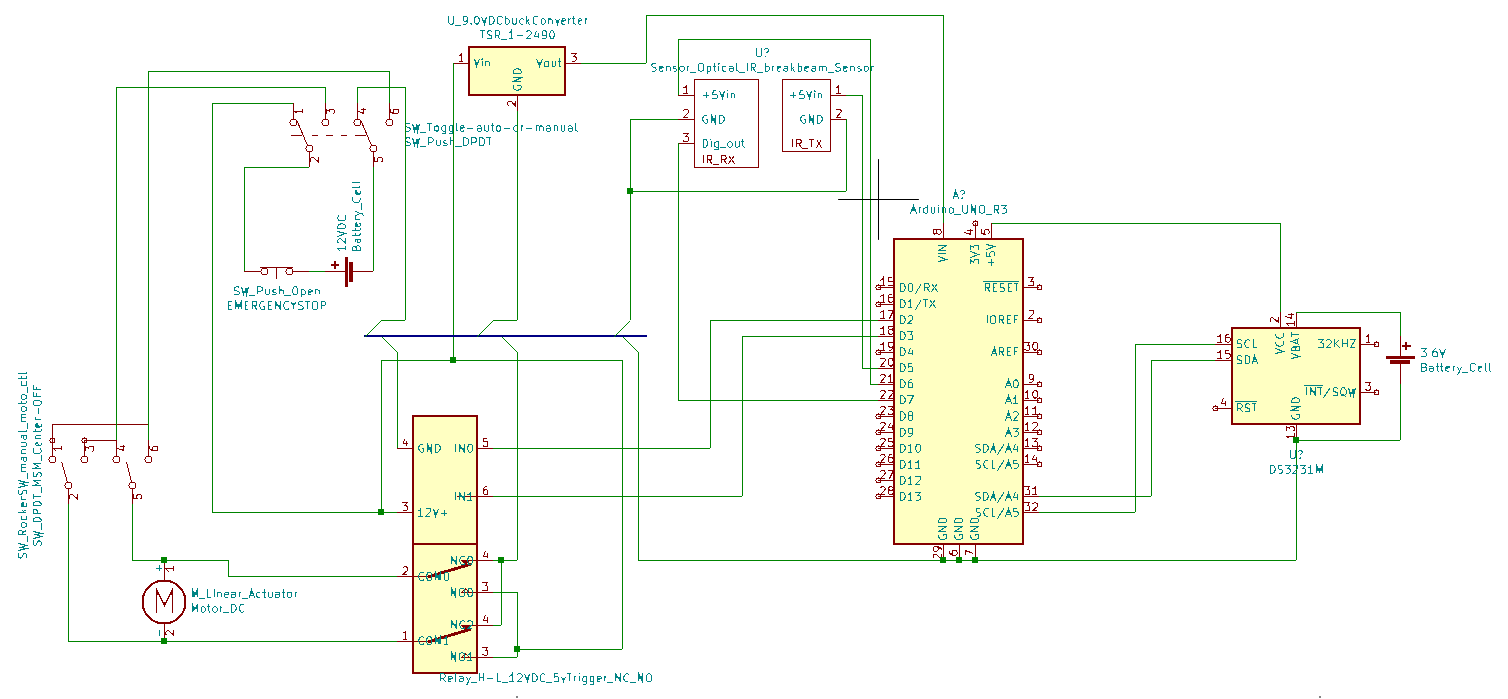 U_9.0VDCbuckConverter
TSR_1-2490
1
Vin
Vout
3
GND
2
U?
Sensor_Optical_IR_breakbeam_Sensor
1
+5Vin
2
GND
3
Dig_out
IR_RX
+5Vin
1
GND
2
IR_TX
1
3
4
6
2
5
SW_Toggle-auto-or-manual
SW_Push_DPDT
12VDC
Battery_Cell
+
SW_Push_Open
EMERGENCYSTOP
A?
Arduino_UNO_R3
8
4
5
VIN
3V3
+5V
15
D0/RX
16
D1/TX
17
D2
18
D3
19
D4
20
D5
21
D6
22
D7
23
D8
24
D9
25
D10
26
D11
27
D12
28
D13
RESET
3
IOREF
2
AREF
30
A0
9
A1
10
A2
11
A3
12
SDA/A4
13
SCL/A5
14
SDA/A4
31
SCL/A5
32
GND
GND
GND
29
6
7
2
14
VCC
VBAT
16
SCL
15
SDA
4
RST
32KHZ
1
INT/SQW
3
GND
13
U?
DS3231M
+
3.6V
Battery_Cell
SW_RockerSW_manual_moto_ctl
SW_DPDT_MSM_Center-OFF
1
3
4
6
2
5
4
GND
IN0
5
IN1
6
3
12V+
NC0
4
2
COM0
NO0
3
NC2
4
1
COM1
NO1
3
Relay_H-L_12VDC_5vTrigger_NC_NO
+
1
M
M_Linear_Actuator
Motor_DC
-
2